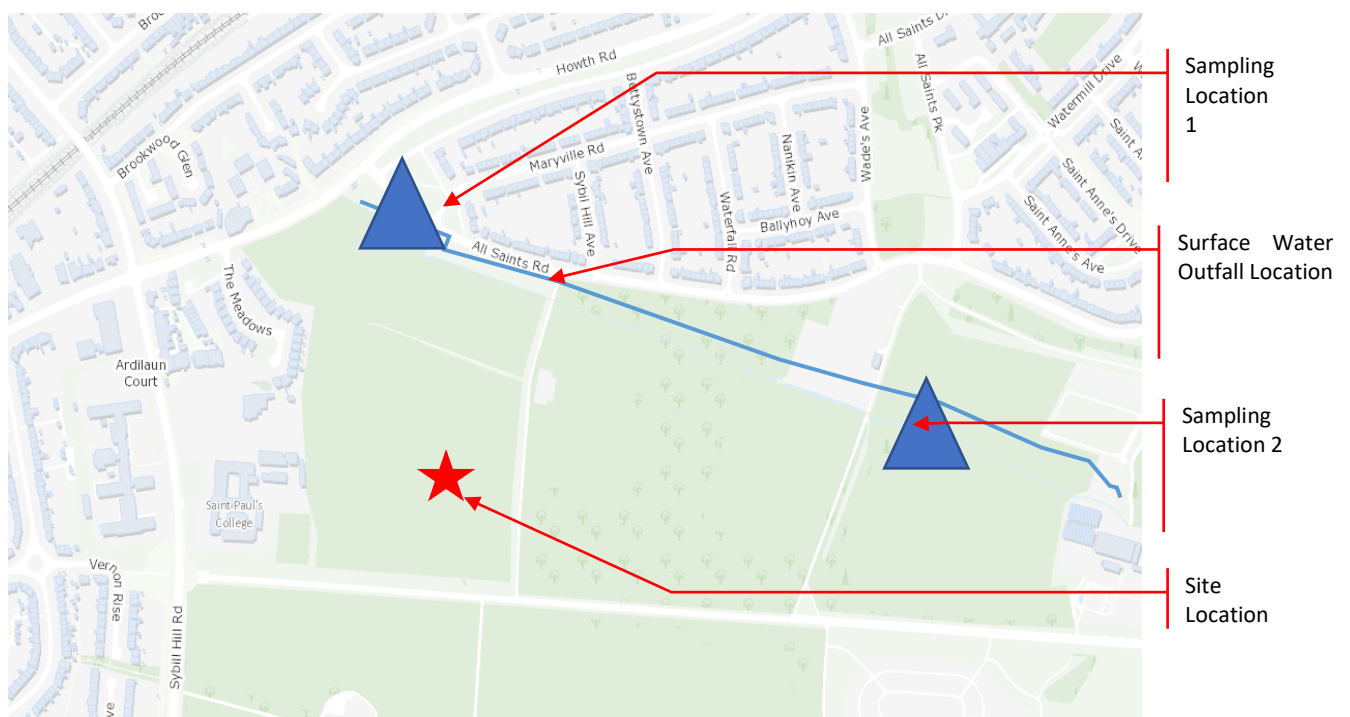 Howth Rd
All Saints D
All Saints Pk
Watermill Drive
Saint A
Bettystown Ave
Wade's Ave
Brookwood
Glen
Maryville Rd
Nanikin Ave
Sybil Hill Ave
Waterfall Rd
Ballyhoy Ave
Saint Anne's Drive
Saint Anne's Ave
All Saints Rd
The Meadows
Ardilaun
Court
Saint Paul's
College
Vernon
Rise
Sybill Hill Rd
Sampling
Location
1
Surface Water
Outfall Location
Sampling
Location 2
Site
Location